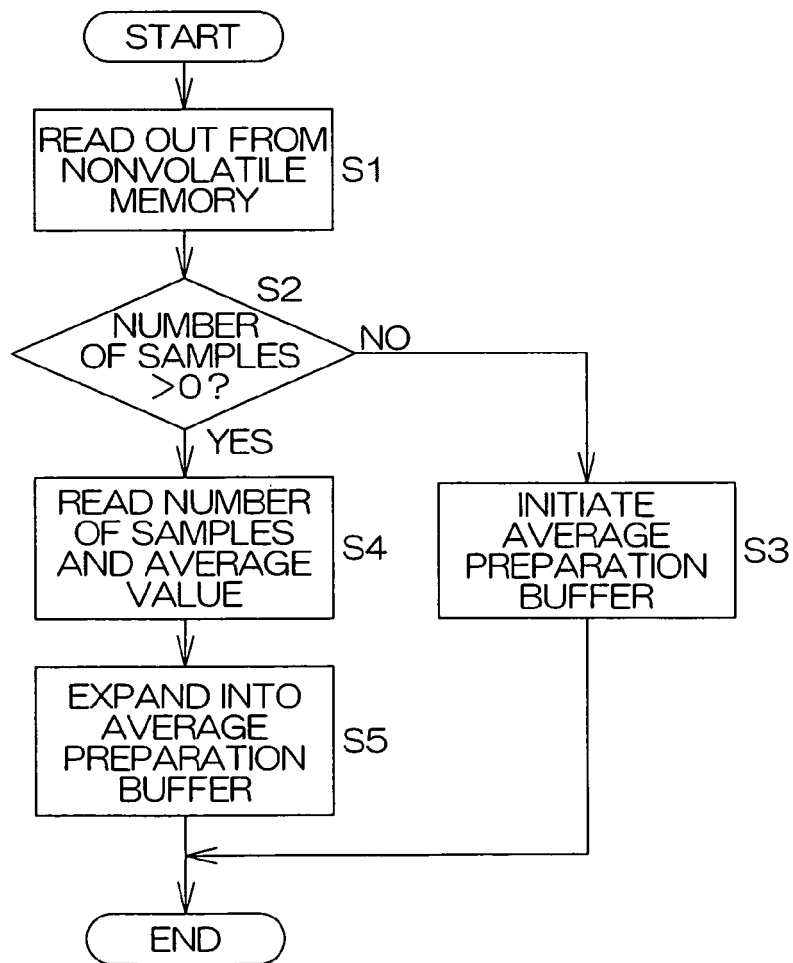 START
READ OUT FROM
NONVOLATILE
MEMORY
S1
S2
NUMBER
OF SAMPLES
>0?
NO
YES
READ NUMBER
OF SAMPLES
AND AVERAGE
VALUE
S4
INITIATE
AVERAGE
PREPARATION
BUFFER
S3
EXPAND INTO
AVERAGE
PREPARATION
BUFFER
S5
END